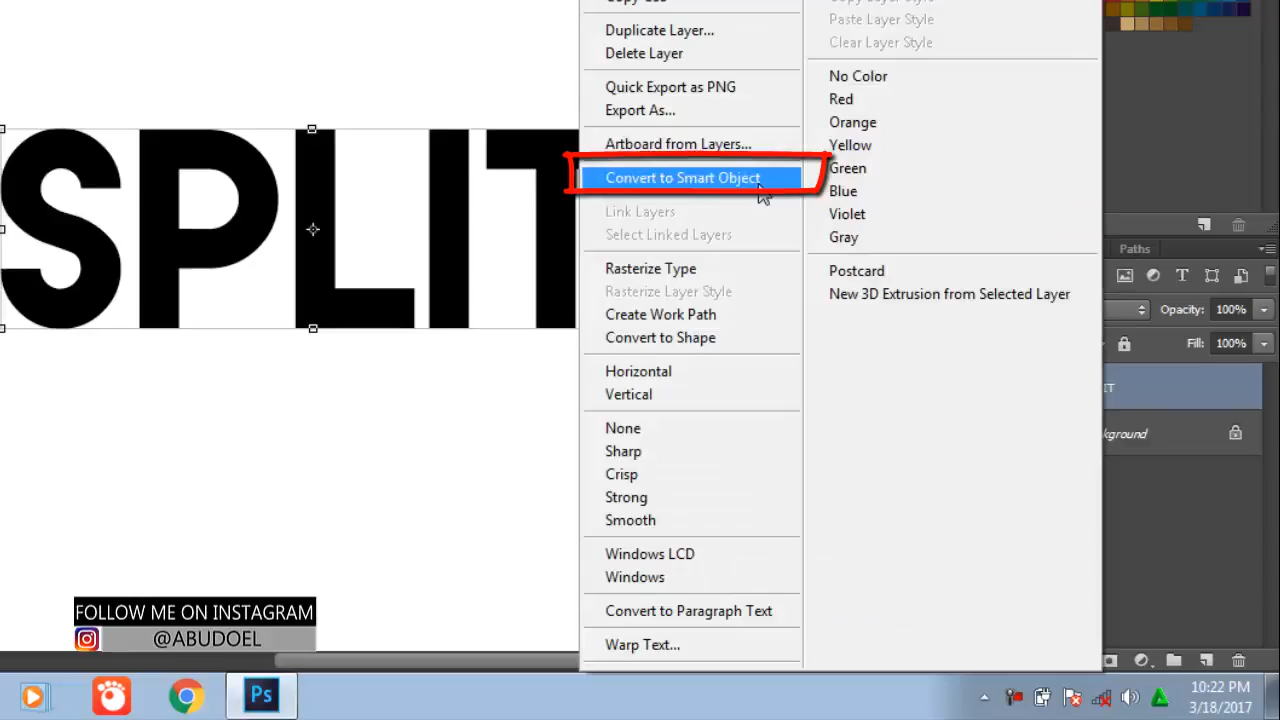 SPLIT
Duplicate Layer...
Delete Layer
Quick Export as PNG
Export As...
Artboard from Layers...
Convert to Smart Object
Link Layers
Select Linked Layers
Rasterize Type
Rasterize Layer Style
Create Work Path
Convert to Shape
Horizontal
Vertical
None
Sharp
Crisp
Strong
Smooth
Windows LCD
Windows
Convert to Paragraph Text
Warp Text...
Paste Layer Style
Clear Layer Style
No Color
Red
Orange
Yellow
Green
Blue
Violet
Gray
Postcard
New 3D Extrusion from Selected Layer
Paths
Opacity: 100%
Fill: 100%
IT
kground
FOLLOW ME ON INSTAGRAM
@ABUDOEL
Ps
10:22 PM
3/18/2017